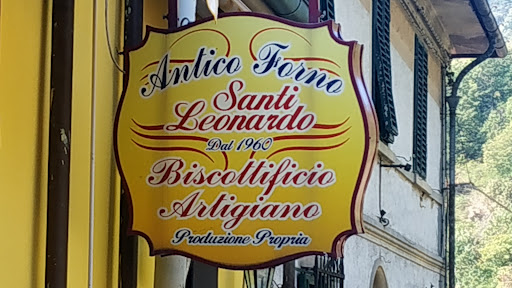 Antico Forno
Santi
Leonardo
Dal 1960
Biscottificio
Artigiano
Produzione Propria